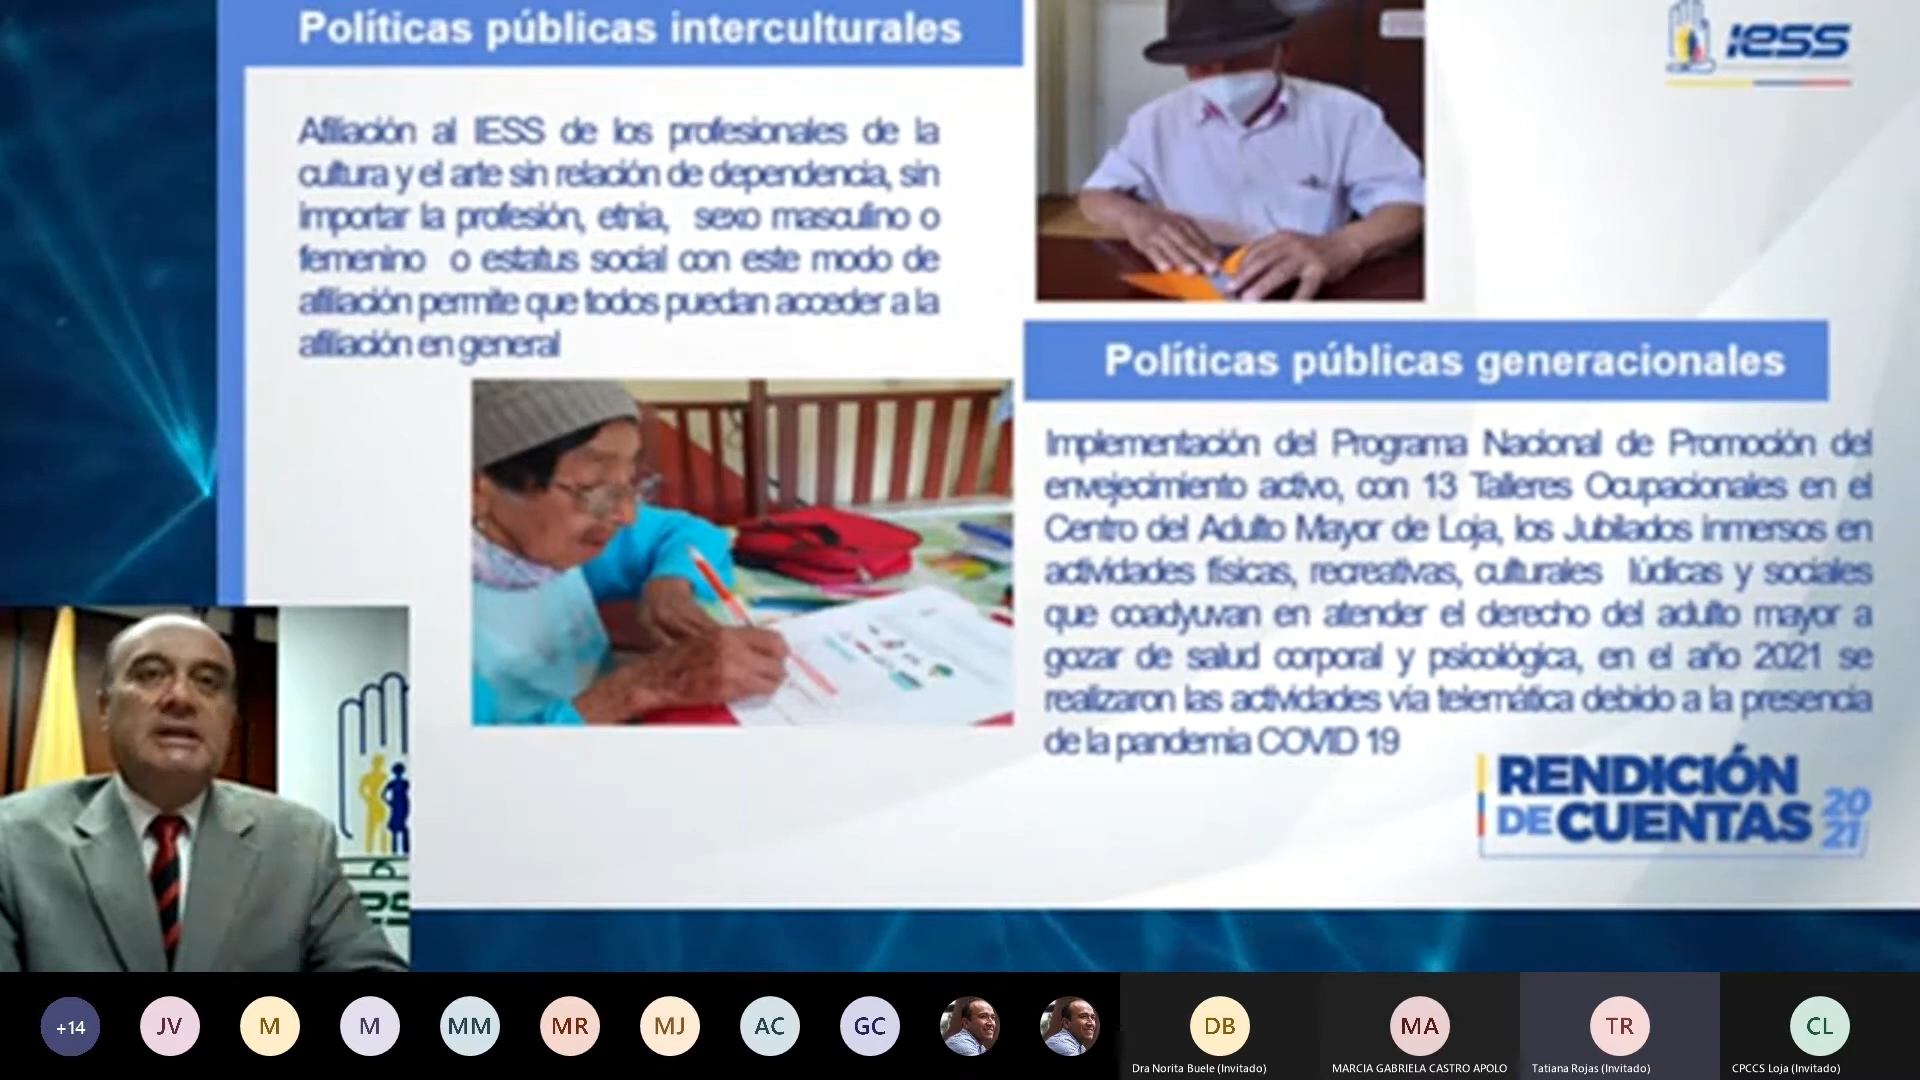 Políticas públicas interculturales
Afiliación al IESS de los profesionales de la
cultura y el arte sin relación de dependencia, sin
importar la profesión, etnia, sexo masculino o
femenino o estatus social con este modo de
afiliación permite que todos puedan acceder a la
afiliación en general
iess
Políticas públicas generacionales
Implementación del Programa Nacional de Promoción del
envejecimiento activo, con 13 Talleres Ocupacionales en el
Centro del Adulto Mayor de Loja, los Jubilados inmersos en
actividades físicas, recreativas, culturales lúdicas y sociales
que coadyuvan en atender el derecho del adulto mayor a
gozar de salud corporal y psicológica, en el año 2021 se
realizaron las actividades vía telemática debido a la presencia
de la pandemia COVID 19
RENDICIÓN
DE CUENTAS 2021
+14
JV
M
M
MM
MR
MJ
AC
GC
DB
MA
TR
CL
Dra Norita Buele (Invitado)
MARCIA GABRIELA CASTRO APOLO
Tatiana Rojas (Invitado)
CPCCS Loja (Invitado)